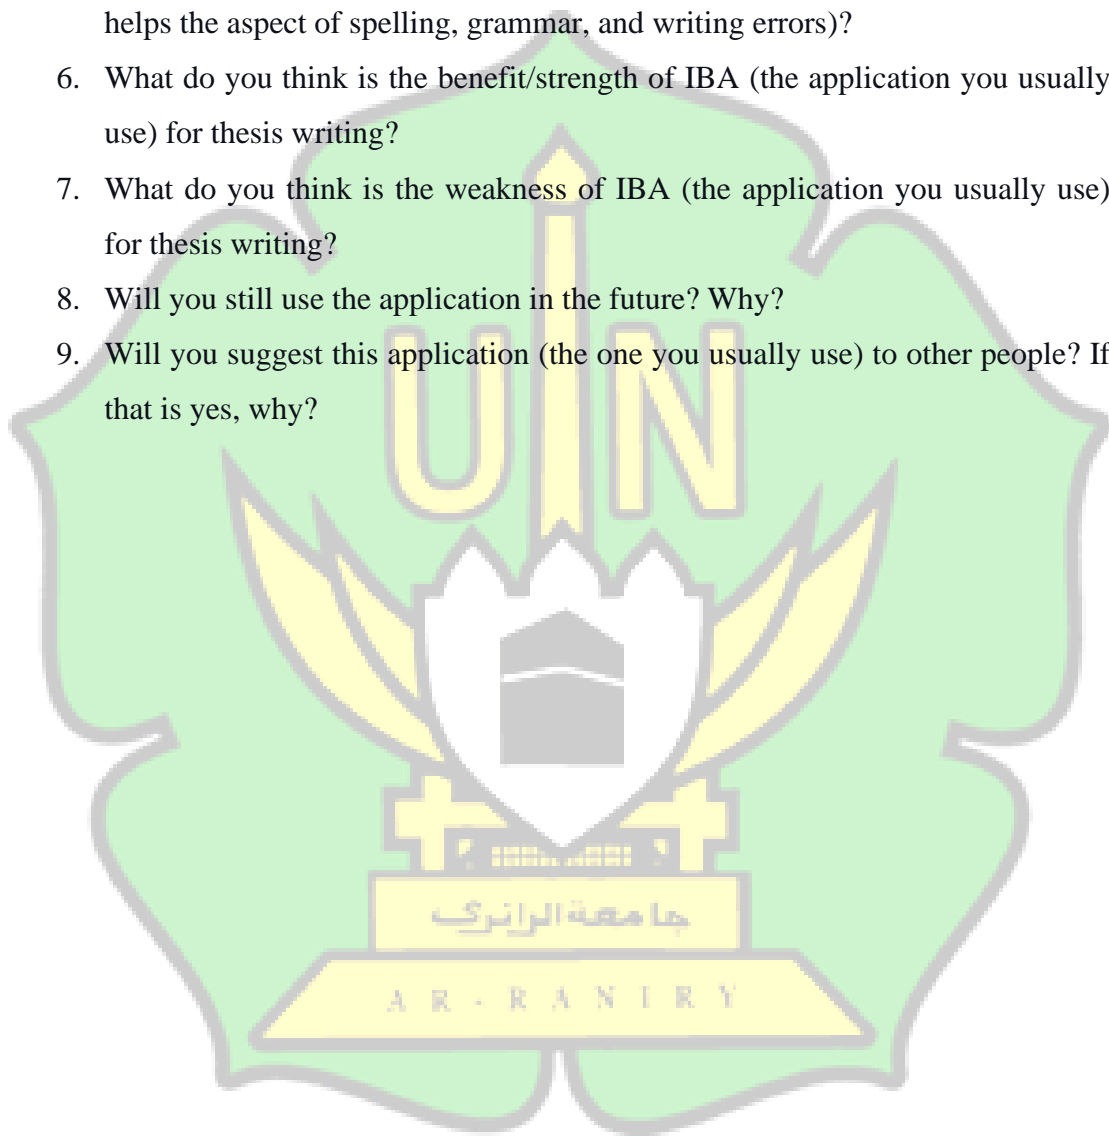 helps the aspect of spelling, grammar, and writing errors)?
6. What do you think is the benefit/strength of IBA (the application you usually
use) for thesis writing?
7. What do you think is the weakness of IBA (the application you usually use)
for thesis writing?
8. Will you still use the application in the future? Why?
9. Will you suggest this application (the one you usually use) to other people? If
that is yes, why?
UIN
جامعة الرانري
AR-RANIRY